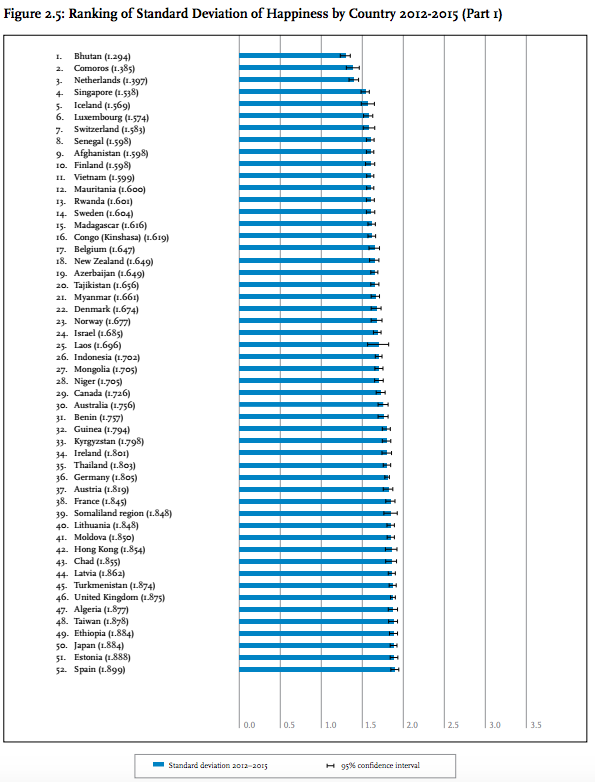 Figure 2.5: Ranking of Standard Deviation of Happiness by Country 2012-2015 (Part 1)
1. Bhutan (1.294)
2. Comoros (1.385)
3. Netherlands (1.397)
4. Singapore (1.538)
5. Iceland (1.569)
6. Luxembourg (1.574)
7. Switzerland (1.583)
8. Senegal (1.598)
9. Afghanistan (1.598)
10. Finland (1.598)
11. Vietnam (1.599)
12. Mauritania (1.600)
13. Rwanda (1.601)
14. Sweden (1.604)
15. Madagascar (1.616)
16. Congo (Kinshasa) (1.619)
17. Belgium (1.647)
18. New Zealand (1.649)
19. Azerbaijan (1.649)
20. Tajikistan (1.656)
21. Myanmar (1.661)
22. Denmark (1.674)
23. Norway (1.677)
24. Israel (1.685)
25. Laos (1.696)
26. Indonesia (1.702)
27. Mongolia (1.705)
28. Niger (1.705)
29. Canada (1.726)
30. Australia (1.756)
31. Benin (1.757)
32. Guinea (1.794)
33. Kyrgyzstan (1.798)
34. Ireland (1.801)
35. Thailand (1.803)
36. Germany (1.805)
37. Austria (1.819)
38. France (1.845)
39. Somaliland region (1.848)
40. Lithuania (1.848)
41. Moldova (1.850)
42. Hong Kong (1.854)
43. Chad (1.855)
44. Latvia (1.862)
45. Turkmenistan (1.874)
46. United Kingdom (1.875)
47. Algeria (1.877)
48. Taiwan (1.878)
49. Ethiopia (1.884)
50. Japan (1.884)
51. Estonia (1.888)
52. Spain (1.899)
0.0 0.5 1.0 1.5 2.0 2.5 3.0 3.5
Standard deviation 2012–2015 95% confidence interval